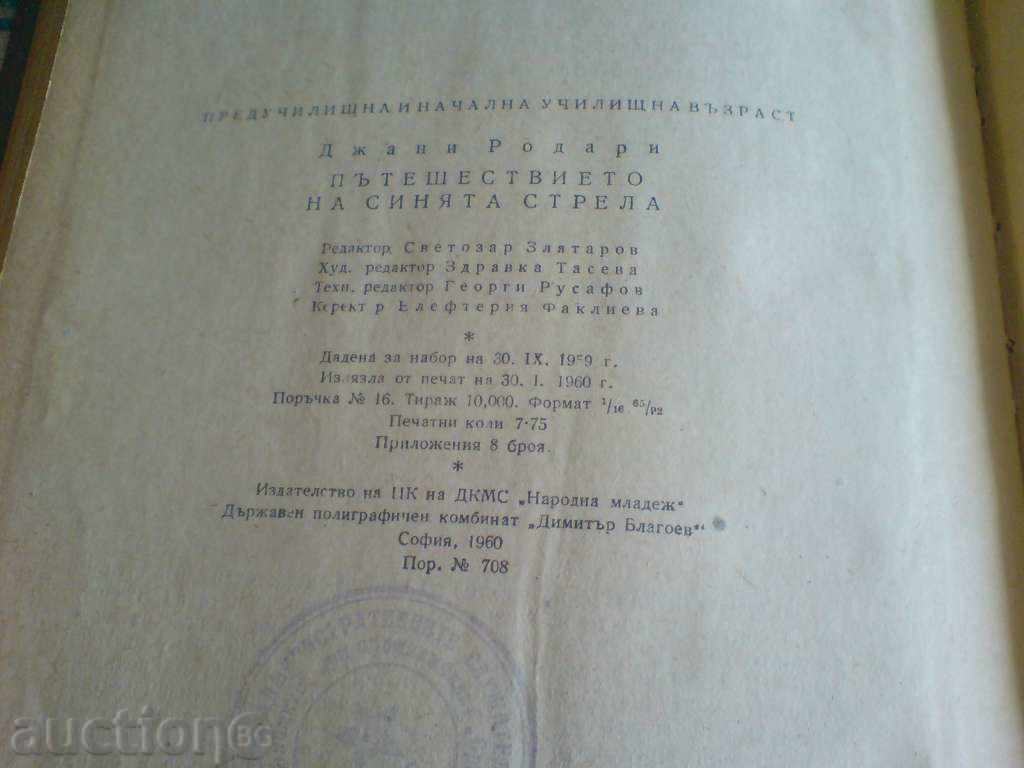 ПРЕДУЧИЛИЩНА И НАЧАЛНА УЧИЛИЩНА ВЪЗРАСТ
Джани Родари
ПЪТЕШЕСТВИЕТО
НА СИНЯТА СТРЕЛА
Редактор Светозар Златаров
Худ. редактор Здравка Тасева
Техн. редактор Георги Русафов
Корект р Елефтерия Факлиева
*
Дадена за набор на 30. IX. 1959 г.
Излязла от печат на 30. I. 1960 г.
Поръчка № 16. Тираж 10,000. Формат 1/16 65/92
Печатни коли 7·75
Приложения 8 броя.
*
Издателство на ЦК на ДКМС „Народна младеж“
Държавен полиграфичен комбинат „Димитър Благоев“
София, 1960
Пор. № 708
auction BG